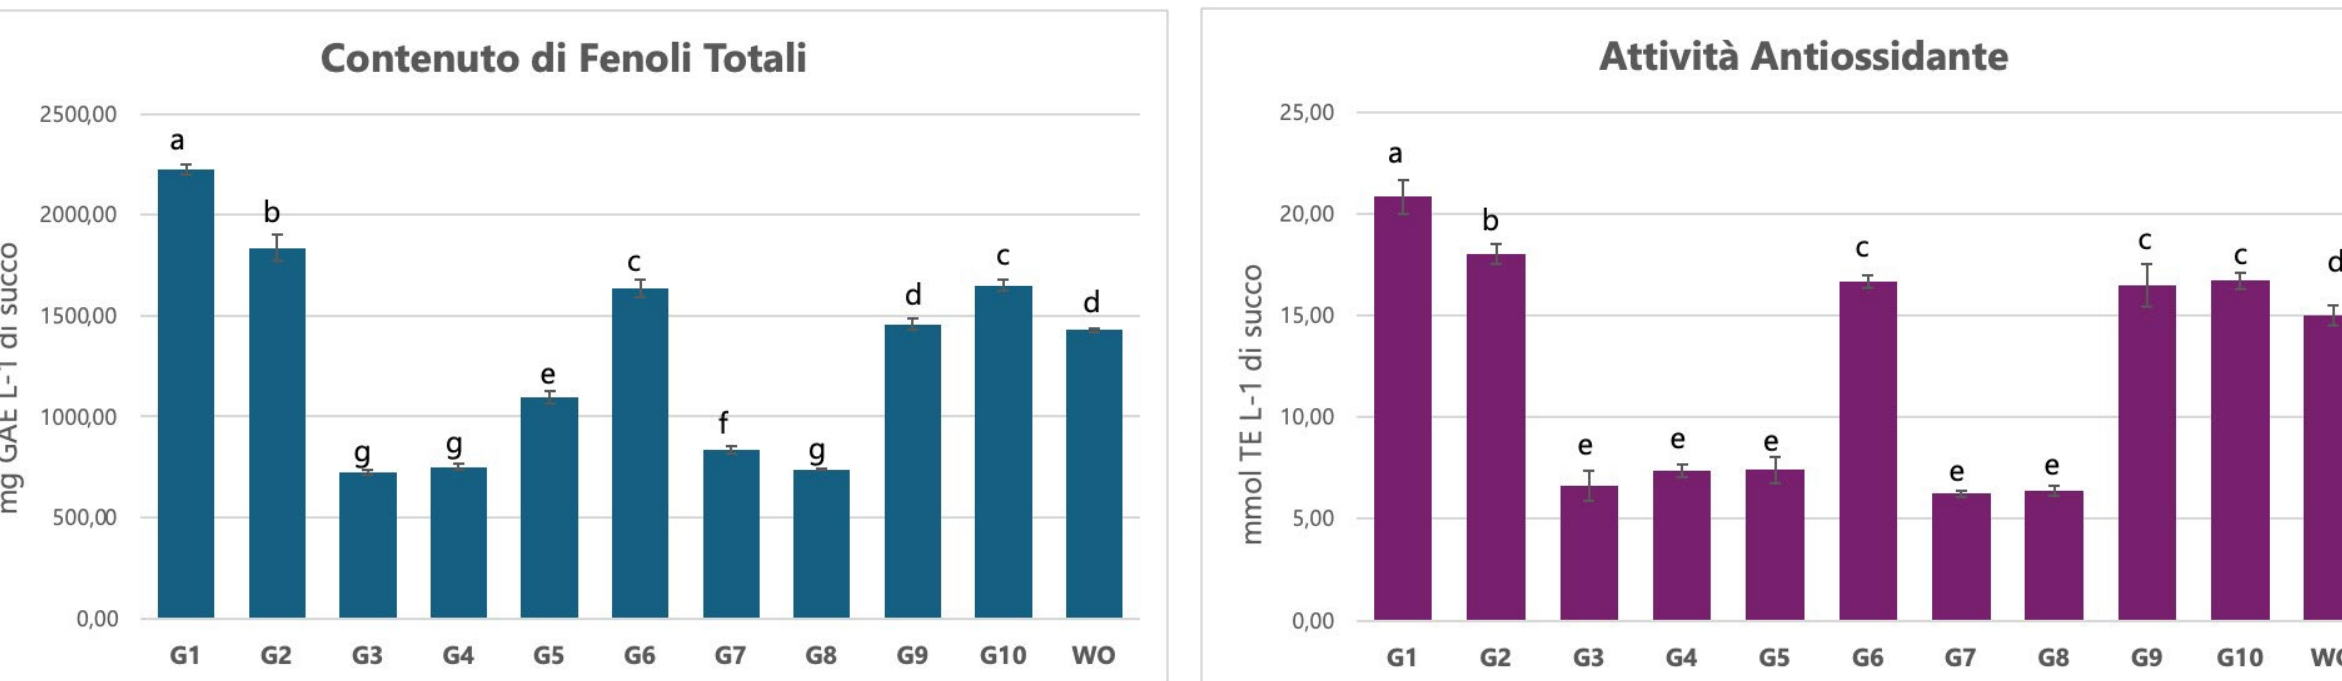 Contenuto di Fenoli Totali
mg GAE L-1 di succo
2500,00
2000,00
1500,00
1000,00
500,00
0,00
a
b
g
g
e
c
f
g
d
c
d
G1 G2 G3 G4 G5 G6 G7 G8 G9 G10 WO
Attività Antiossidante
mmol TE L-1 di succo
25,00
20,00
15,00
10,00
5,00
0,00
a
b
e
e
e
c
e
e
c
c
d
G1 G2 G3 G4 G5 G6 G7 G8 G9 G10